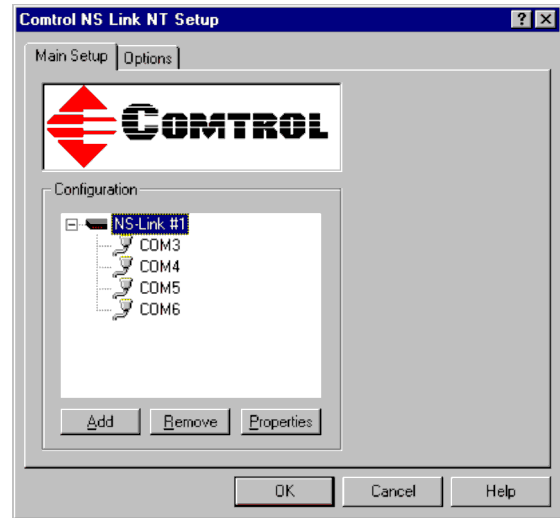 Comtrol NS Link NT Setup
Main Setup
Options
COMTROL
Configuration
NS-Link #1
COM3
COM4
COM5
COM6
Add
Remove
Properties
OK
Cancel
Help